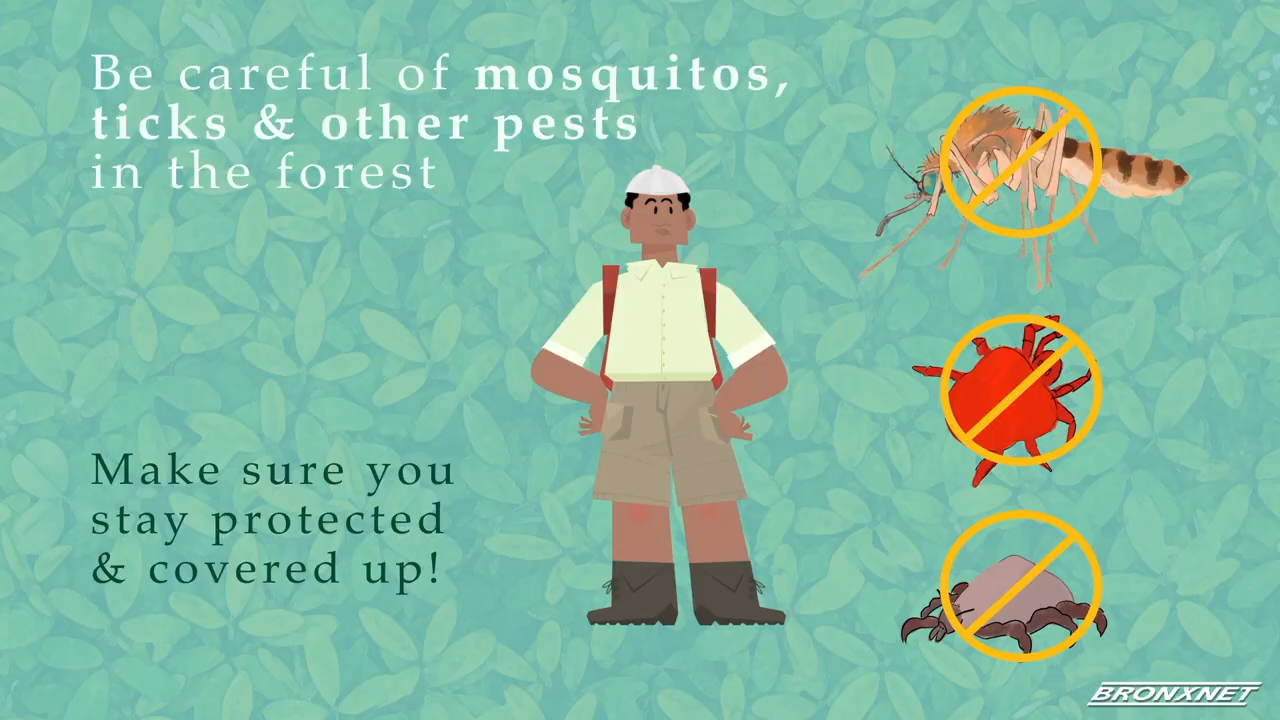 Be careful of mosquitos,
ticks & other pests
in the forest
Make sure you
stay protected
& covered up!
BRONXNET